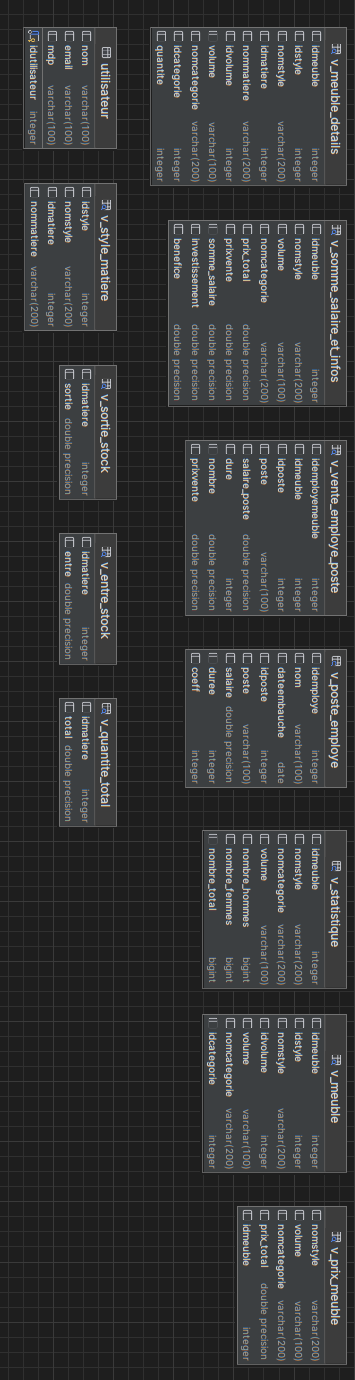 v_meuble_details
idmeuble integer
idstyle integer
nomstyle varchar(200)
idmatiere integer
nommatiere varchar(200)
idvolume integer
volume varchar(100)
nomcategorie varchar(200)
idcategorie integer
quantite integer
v_somme_salaire_et_infos
idmeuble integer
nomstyle varchar(200)
volume varchar(100)
nomcategorie varchar(200)
prix_total double precision
prixvente double precision
somme_salaire double precision
investissement double precision
benefice double precision
v_vente_employe_poste
idemployemeuble integer
idmeuble integer
idposte integer
poste varchar(100)
salaire_poste double precision
dure integer
nombre double precision
prixvente double precision
v_poste_employe
idemploye integer
nom varchar(100)
dateembauche date
idposte integer
poste varchar(100)
salaire double precision
duree integer
coeff integer
v_statistique
idmeuble integer
nomstyle varchar(200)
nomcategorie varchar(200)
volume varchar(100)
nombre_hommes bigint
nombre_femmes bigint
nombre_total bigint
v_meuble
idmeuble integer
idstyle integer
nomstyle varchar(200)
idvolume integer
volume varchar(100)
nomcategorie varchar(200)
idcategorie integer
v_prix_meuble
nomstyle varchar(200)
volume varchar(100)
nomcategorie varchar(200)
prix_total double precision
idmeuble integer
utilisateur
nom varchar(100)
email varchar(100)
mdp varchar(100)
idutilisateur integer
v_style_matiere
idstyle integer
nomstyle varchar(200)
idmatiere integer
nommatiere varchar(200)
v_sortie_stock
idmatiere integer
sortie double precision
v_entre_stock
idmatiere integer
entre double precision
v_quantite_total
idmatiere integer
total double precision